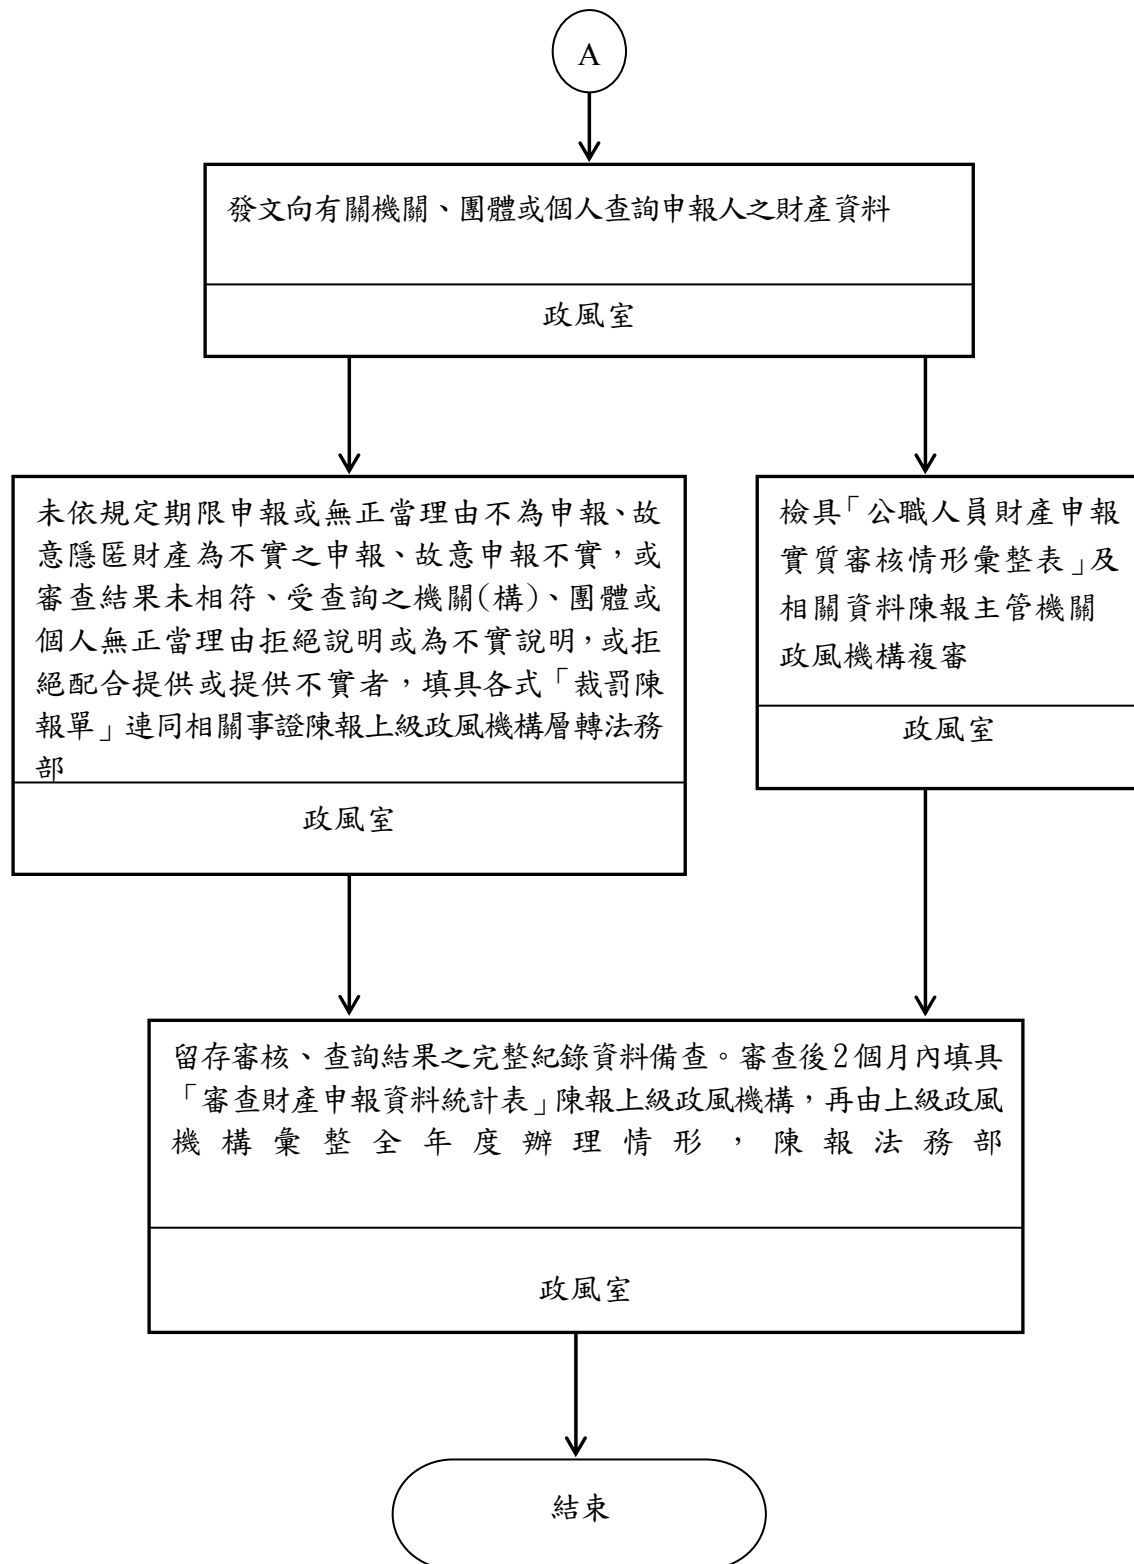 A
發文向有關機關、團體或個人查詢申報人之財產資料
政風室
未依規定期限申報或無正當理由不為申報、故
意隱匿財產為不實之申報、故意申報不實，或
審查結果未相符、受查詢之機關(構)、團體或
個人無正當理由拒絕說明或為不實說明，或拒
絕配合提供或提供不實者，填具各式「裁罰陳
報單」連同相關事證陳報上級政風機構層轉法務
部
政風室
檢具「公職人員財產申報
實質審核情形彙整表」及
相關資料陳報主管機關
政風機構複審
政風室
留存審核、查詢結果之完整紀錄資料備查。審查後2個月內填具
「審查財產申報資料統計表」陳報上級政風機構，再由上級政風
機構彙整全年度辦理情形，陳報法務部
政風室
結束